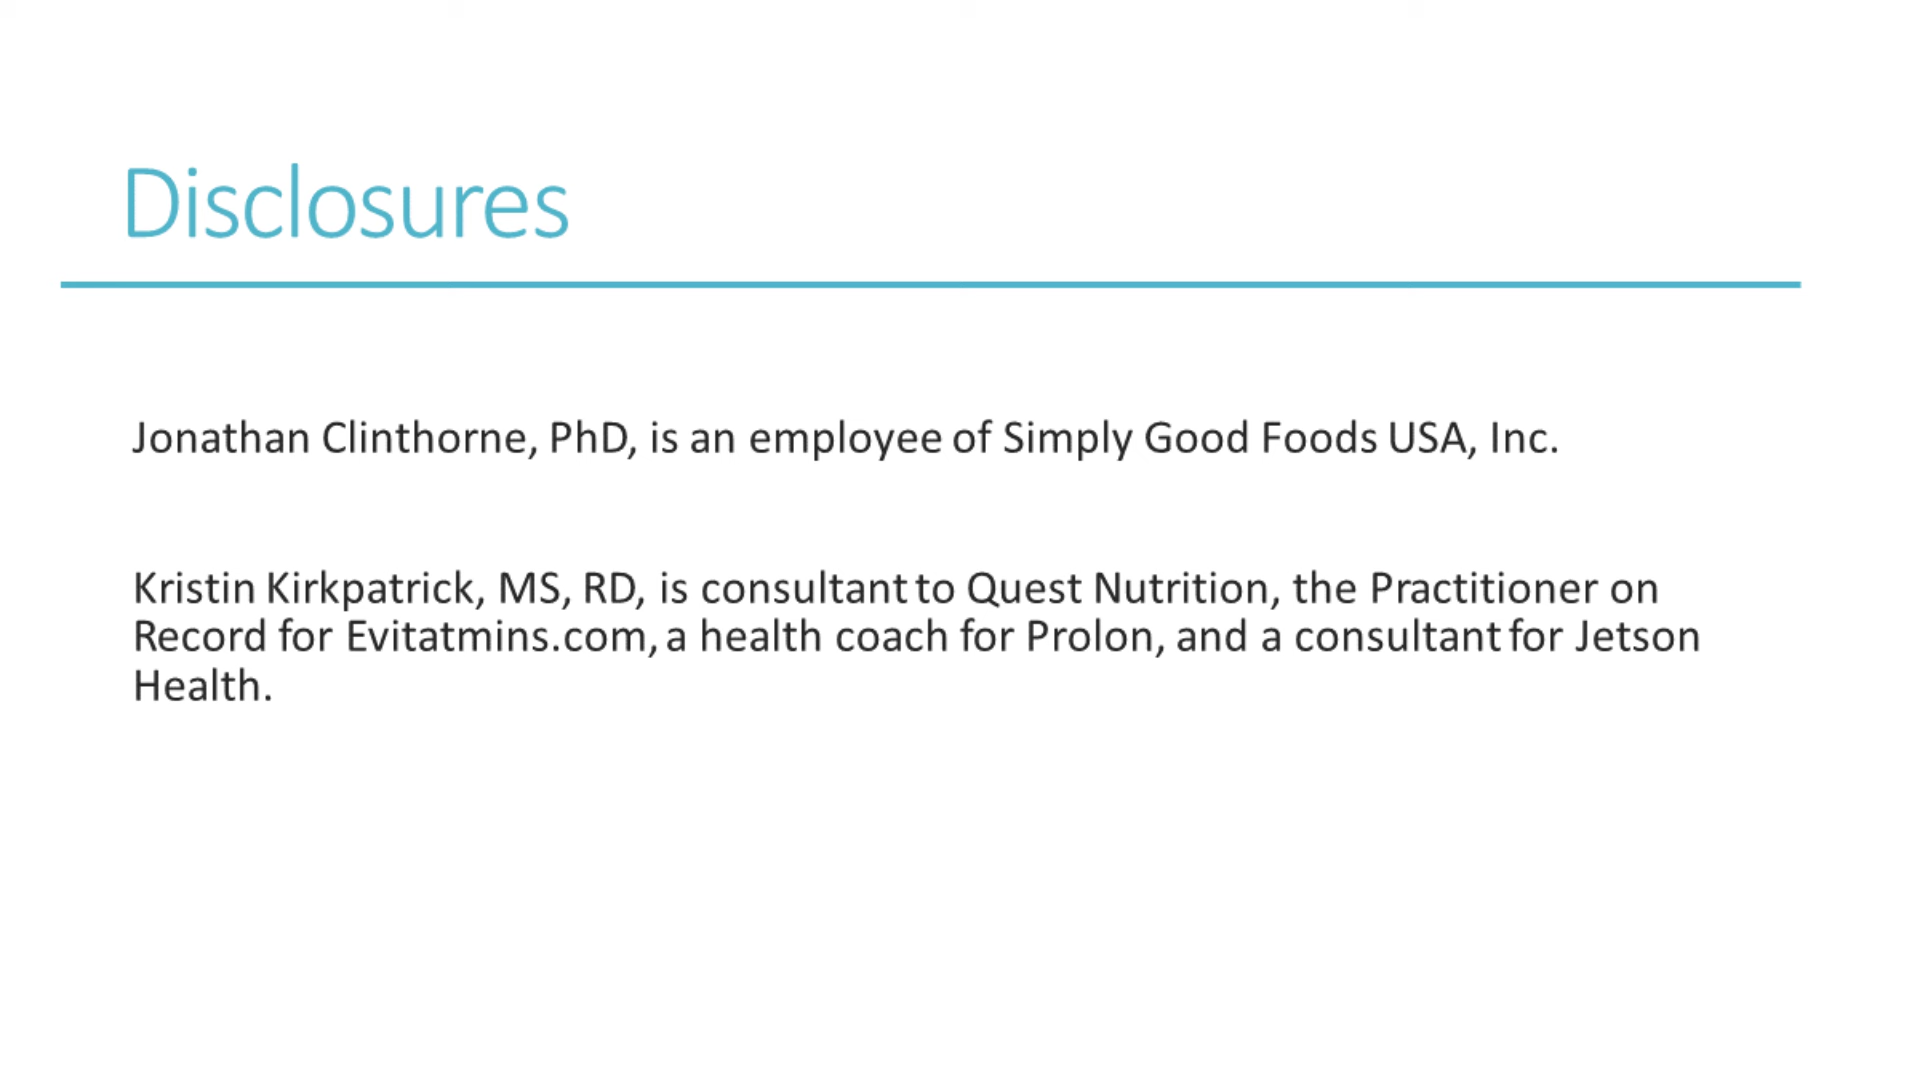 Disclosures
Jonathan Clinthorne, PhD, is an employee of Simply Good Foods USA, Inc.
Kristin Kirkpatrick, MS, RD, is consultant to Quest Nutrition, the Practitioner on
Record for Evitatmins.com, a health coach for Prolon, and a consultant for Jetson
Health.